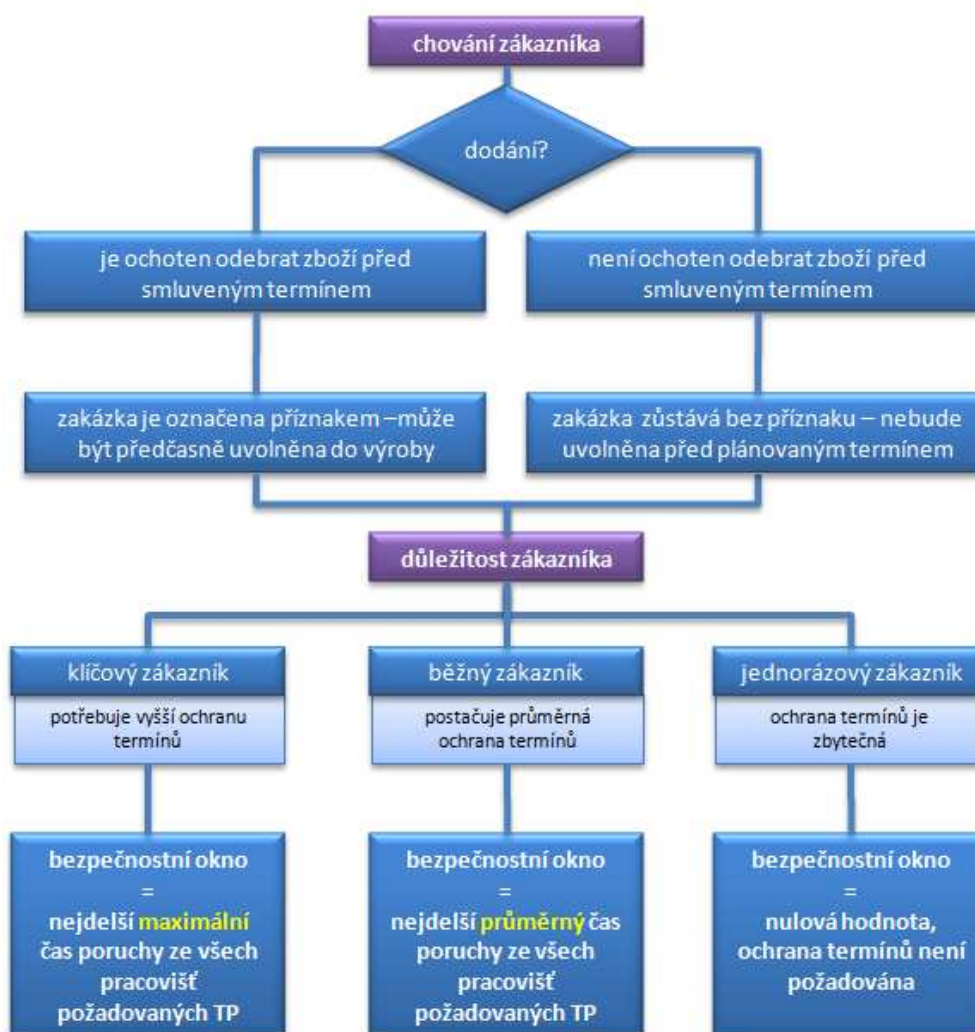 chování zákazníka
dodání?
je ochoten odebrat zboží před
smluveným termínem
není ochoten odebrat zboží před
smluveným termínem
zakázka je označena příznakem –může
být předčasně uvolněna do výroby
zakázka zůstává bez příznaku – nebude
uvolněna před plánovaným termínem
důležitost zákazníka
klíčový zákazník
potřebuje vyšší ochranu
termínů
běžný zákazník
postačuje průměrná
ochrana termínů
jednorázový zákazník
ochrana termínů je
zbytečná
bezpečnostní okno
=
nejdelší maximální
čas poruchy ze všech
pracovišť
požadovaných TP
bezpečnostní okno
=
nejdelší průměrný čas
poruchy ze všech
pracovišť
požadovaných TP
bezpečnostní okno
=
nulová hodnota,
ochrana termínů není
požadována